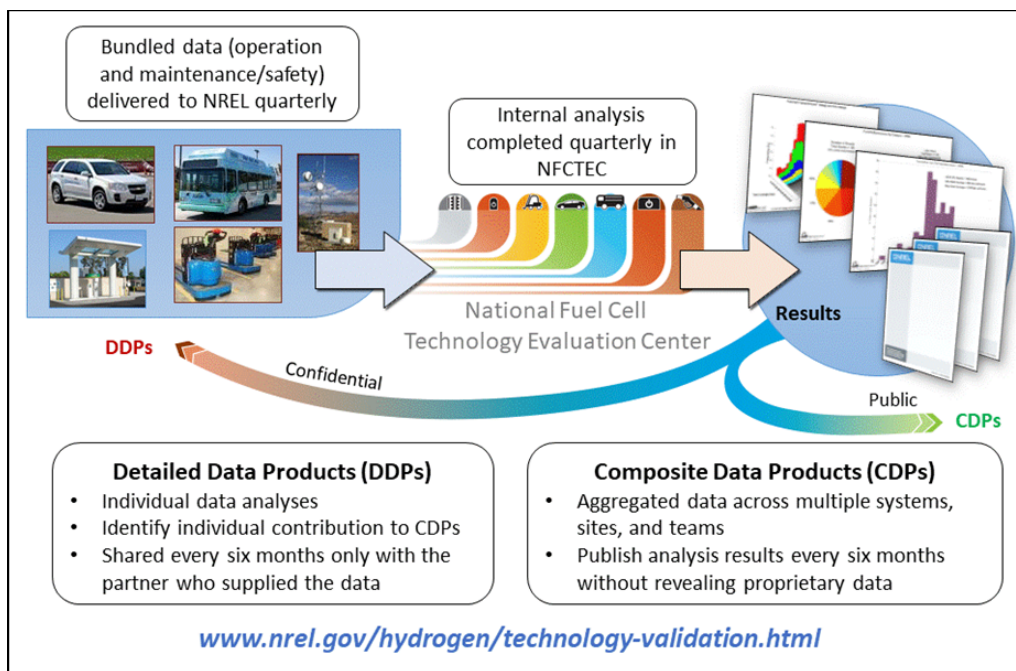 Bundled data (operation
and maintenance/safety)
delivered to NREL quarterly
Internal analysis
completed quarterly in
NFCTEC
National Fuel Cell
Technology Evaluation Center
Results
NREL
NREL
DDPs
Confidential
Public
CDPs
Detailed Data Products (DDPs)
• Individual data analyses
• Identify individual contribution to CDPs
• Shared every six months only with the
partner who supplied the data
Composite Data Products (CDPs)
• Aggregated data across multiple systems,
sites, and teams
• Publish analysis results every six months
without revealing proprietary data
www.nrel.gov/hydrogen/technology-validation.html